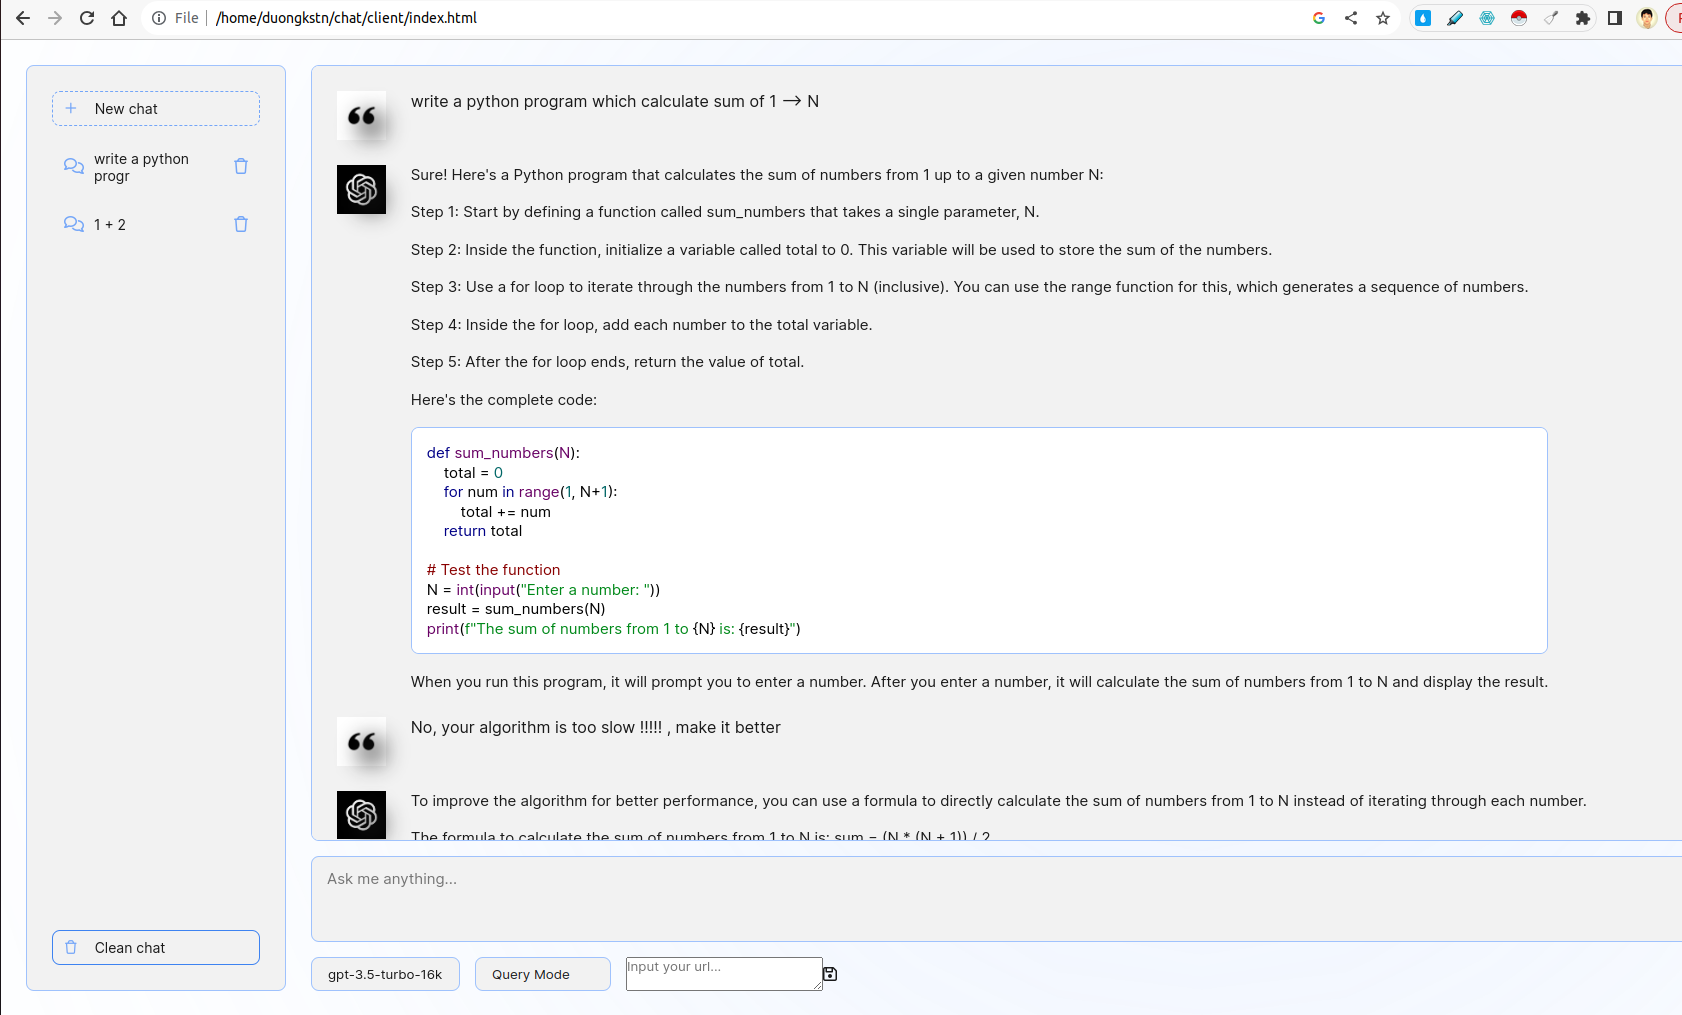 File /home/duongkstn/chat/client/index.html
New chat
write a python
progr
1 + 2
Clean chat
write a python program which calculate sum of 1 --> N
Sure! Here's a Python program that calculates the sum of numbers from 1 up to a given number N:
Step 1: Start by defining a function called sum_numbers that takes a single parameter, N.
Step 2: Inside the function, initialize a variable called total to 0. This variable will be used to store the sum of the numbers.
Step 3: Use a for loop to iterate through the numbers from 1 to N (inclusive). You can use the range function for this, which generates a sequence of numbers.
Step 4: Inside the for loop, add each number to the total variable.
Step 5: After the for loop ends, return the value of total.
Here's the complete code:
def sum_numbers(N):
    total = 0
    for num in range(1, N+1):
        total += num
    return total
# Test the function
N = int(input("Enter a number: "))
result = sum_numbers(N)
print(f"The sum of numbers from 1 to {N} is: {result}")
When you run this program, it will prompt you to enter a number. After you enter a number, it will calculate the sum of numbers from 1 to N and display the result.
No, your algorithm is too slow !!!!! , make it better
To improve the algorithm for better performance, you can use a formula to directly calculate the sum of numbers from 1 to N instead of iterating through each number.
The formula to calculate the sum of numbers from 1 to N is: sum = (N * (N + 1)) / 2
Ask me anything...
gpt-3.5-turbo-16k
Query Mode
Input your url...